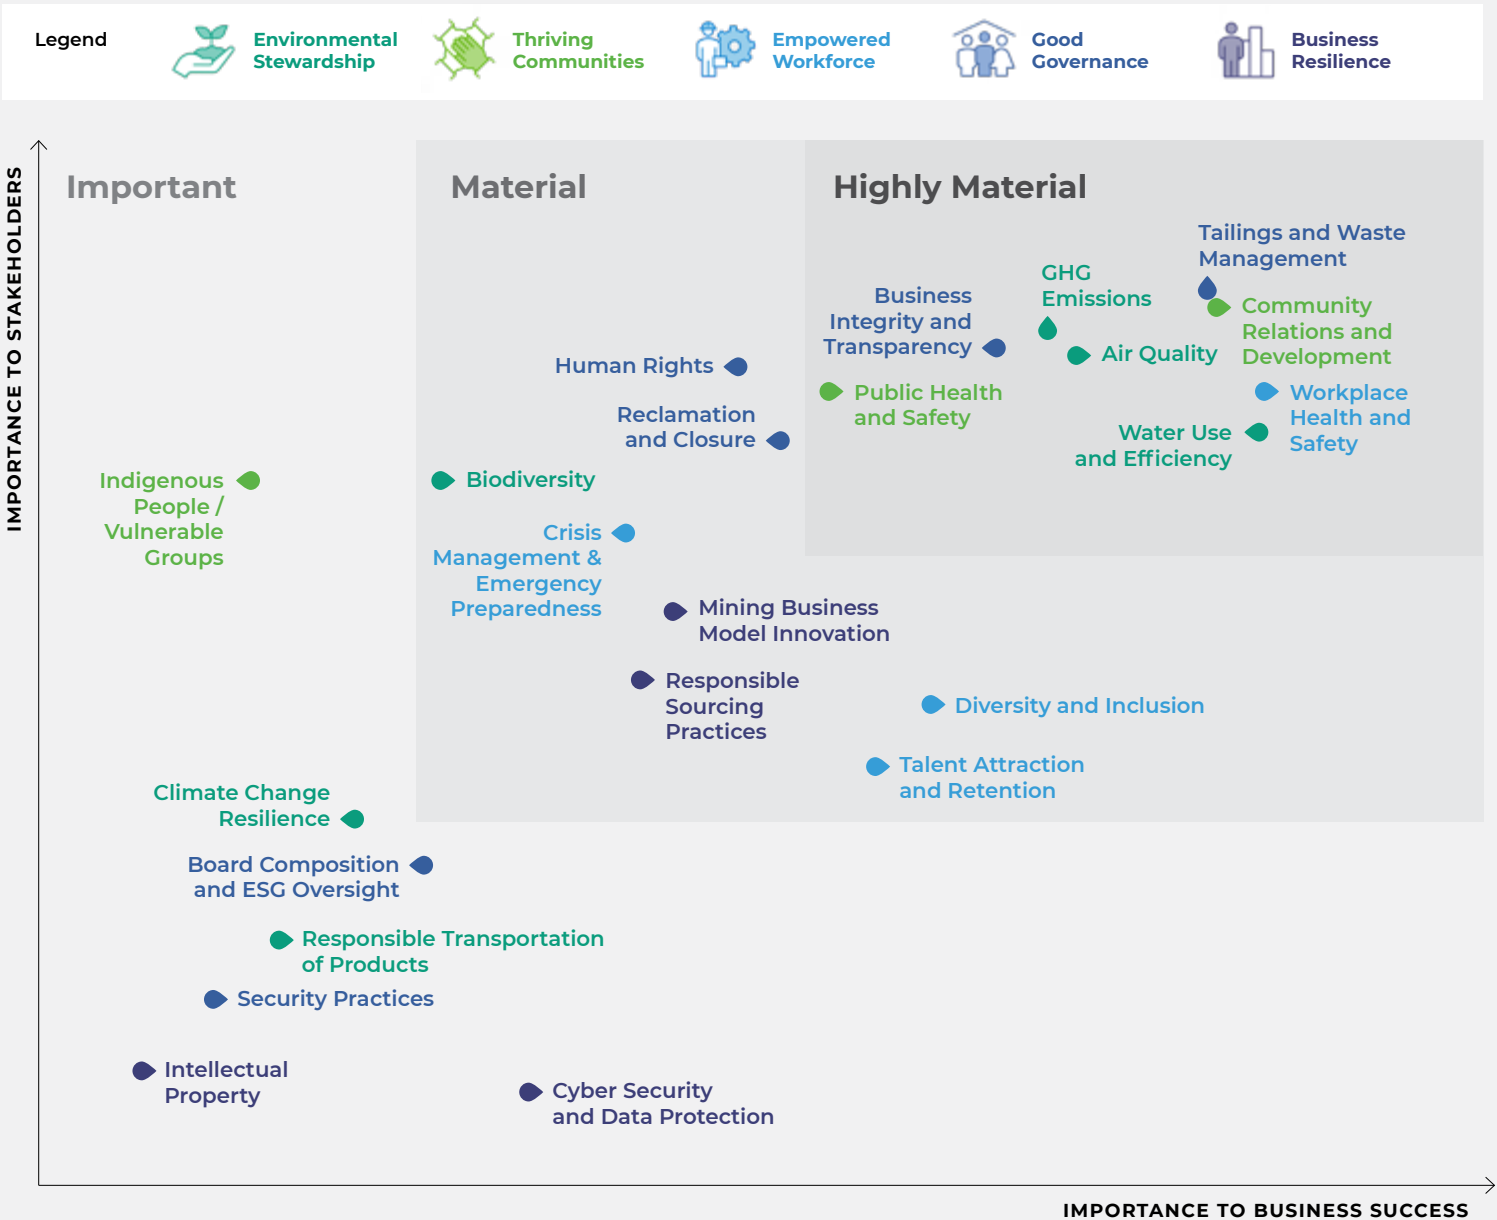 Legend
Environmental
Stewardship
Thriving
Communities
Empowered
Workforce
Good
Governance
Business
Resilience
IMPORTANCE TO STAKEHOLDERS
Important
Material
Highly Material
Tailings and Waste
Management
GHG
Emissions
Business
Integrity and
Transparency
Community
Relations and
Development
Air Quality
Human Rights
Public Health
and Safety
Workplace
Health and
Safety
Reclamation
and Closure
Water Use
and Efficiency
Indigenous
People /
Vulnerable
Groups
Biodiversity
Crisis
Management &
Emergency
Preparedness
Mining Business
Model Innovation
Responsible
Sourcing
Practices
Diversity and Inclusion
Talent Attraction
and Retention
Climate Change
Resilience
Board Composition
and ESG Oversight
Responsible Transportation
of Products
Security Practices
Intellectual
Property
Cyber Security
and Data Protection
IMPORTANCE TO BUSINESS SUCCESS